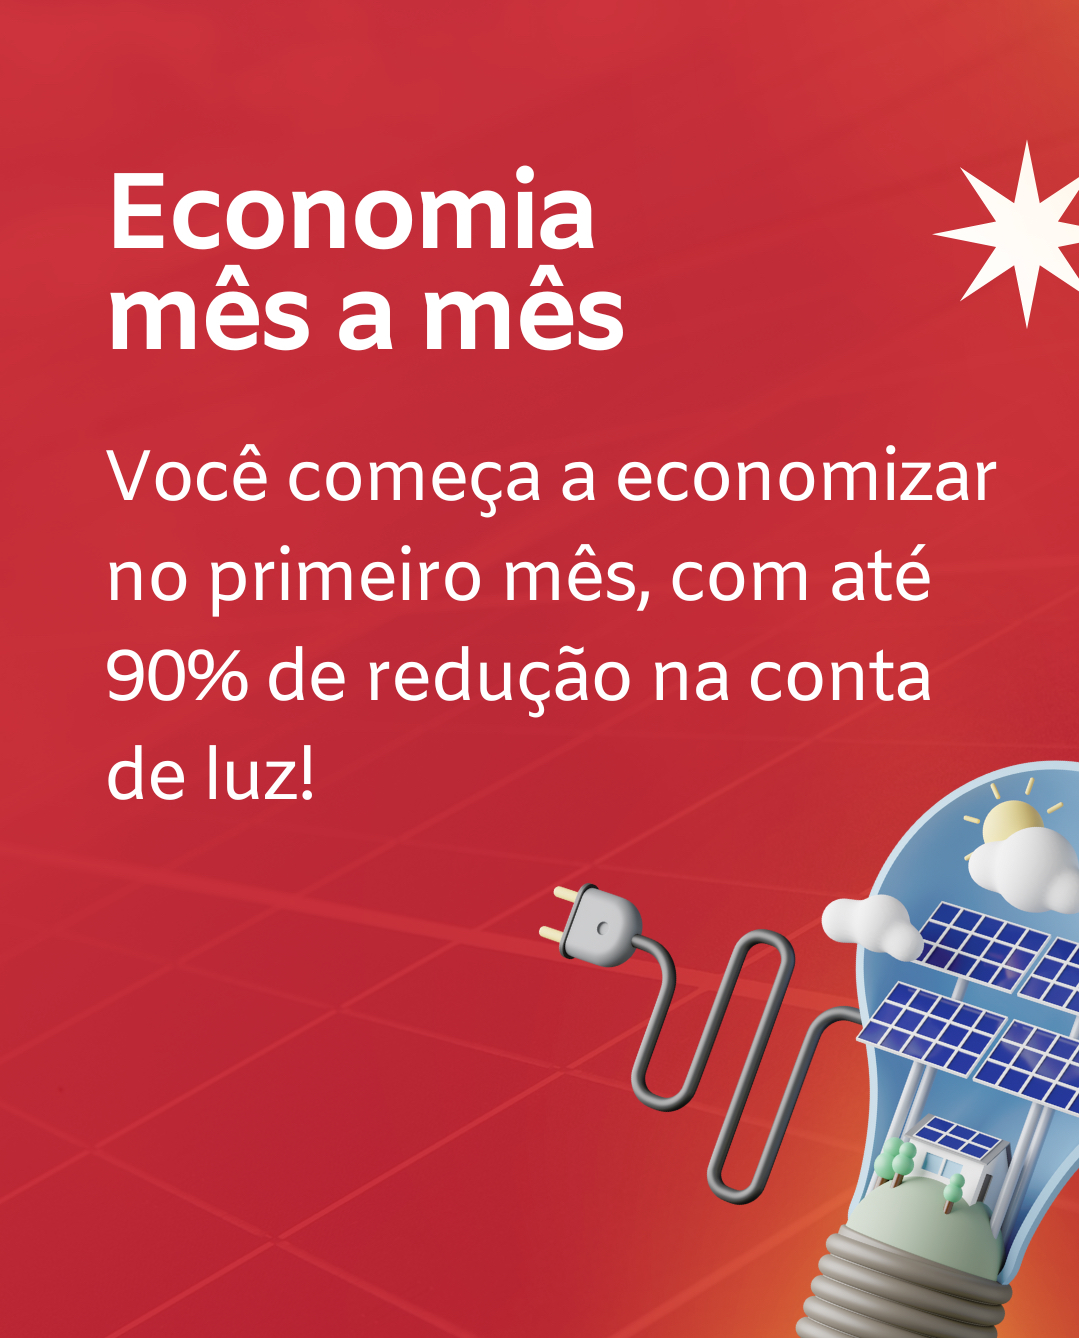 Economia
mês a mês
Você começa a economizar
no primeiro mês, com até
90% de redução na conta
de luz!